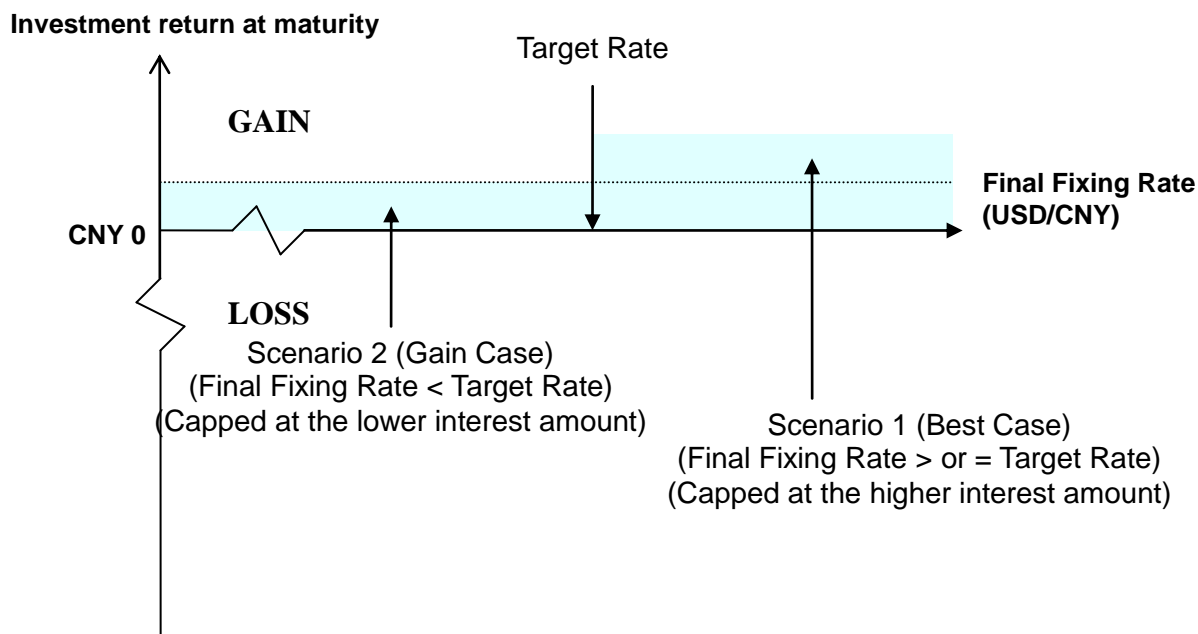 Investment return at maturity
Target Rate
GAIN
Final Fixing Rate
(USD/CNY)
CNY 0
LOSS
Scenario 2 (Gain Case)
(Final Fixing Rate < Target Rate)
(Capped at the lower interest amount)
Scenario 1 (Best Case)
(Final Fixing Rate > or = Target Rate)
(Capped at the higher interest amount)